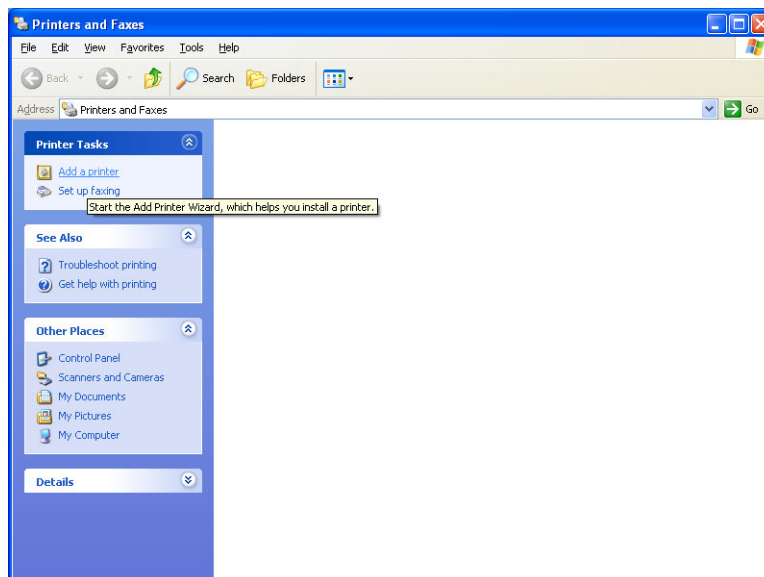 Printers and Faxes
File Edit View Favorites Tools Help
Back Search Folders
Address Printers and Faxes Go
Printer Tasks
Add a printer
Set up faxing
Start the Add Printer Wizard, which helps you install a printer.
See Also
Troubleshoot printing
Get help with printing
Other Places
Control Panel
Scanners and Cameras
My Documents
My Pictures
My Computer
Details